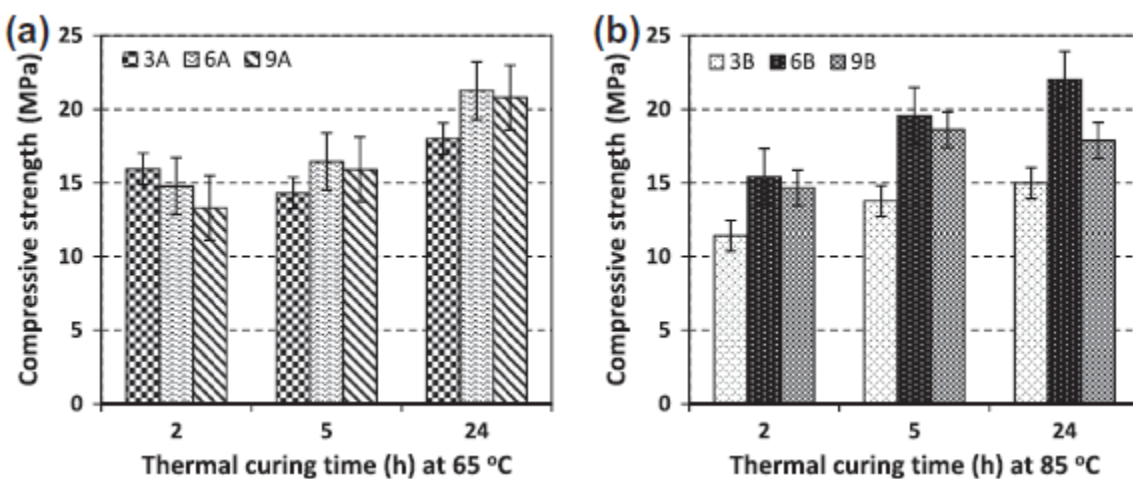 (a)
25
20
15
10
5
0
Compressive strength (MPa)
3A 6A 9A
2 5 24
Thermal curing time (h) at 65 °C
(b)
25
20
15
10
5
0
Compressive strength (MPa)
3B 6B 9B
2 5 24
Thermal curing time (h) at 85 °C